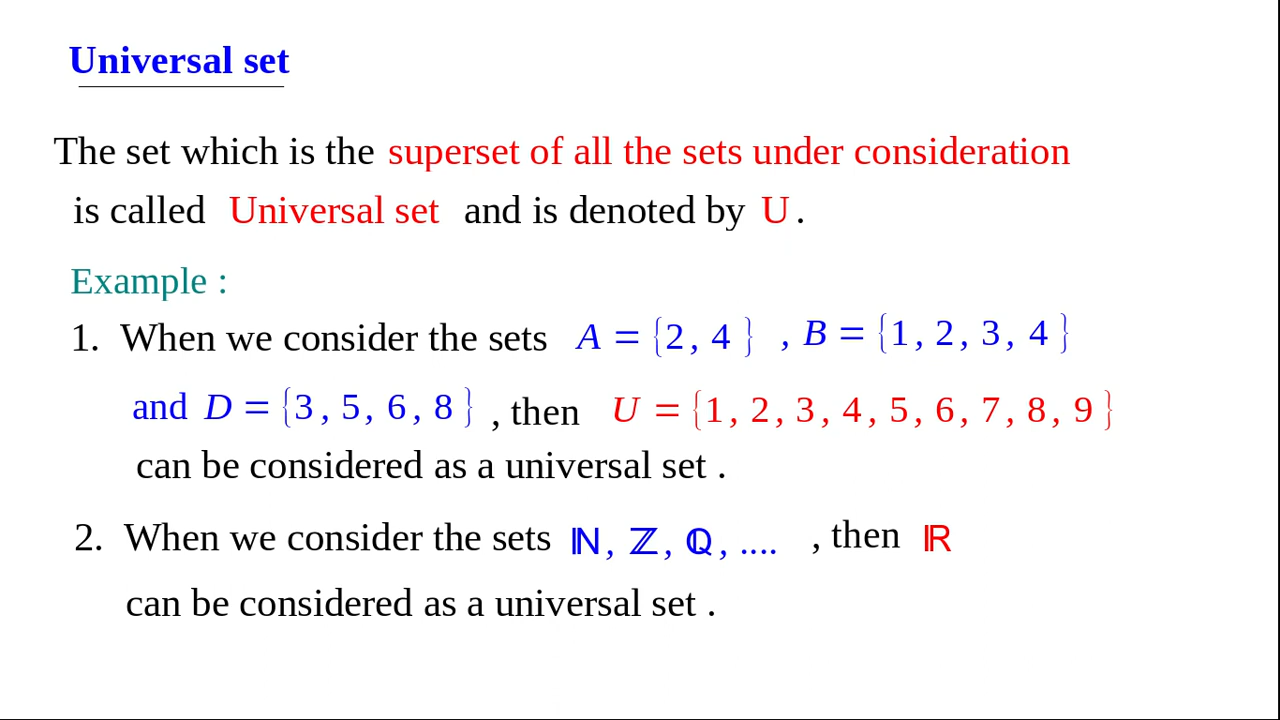 Universal set
The set which is the superset of all the sets under consideration
is called Universal set and is denoted by U .
Example :
1. When we consider the sets A = {2, 4 } , B = {1, 2, 3, 4 }
and D = {3, 5, 6, 8 } , then U = {1, 2, 3, 4, 5, 6, 7, 8, 9 }
can be considered as a universal set .
2. When we consider the sets ℕ, ℤ, ℚ, .... , then ℝ
can be considered as a universal set .